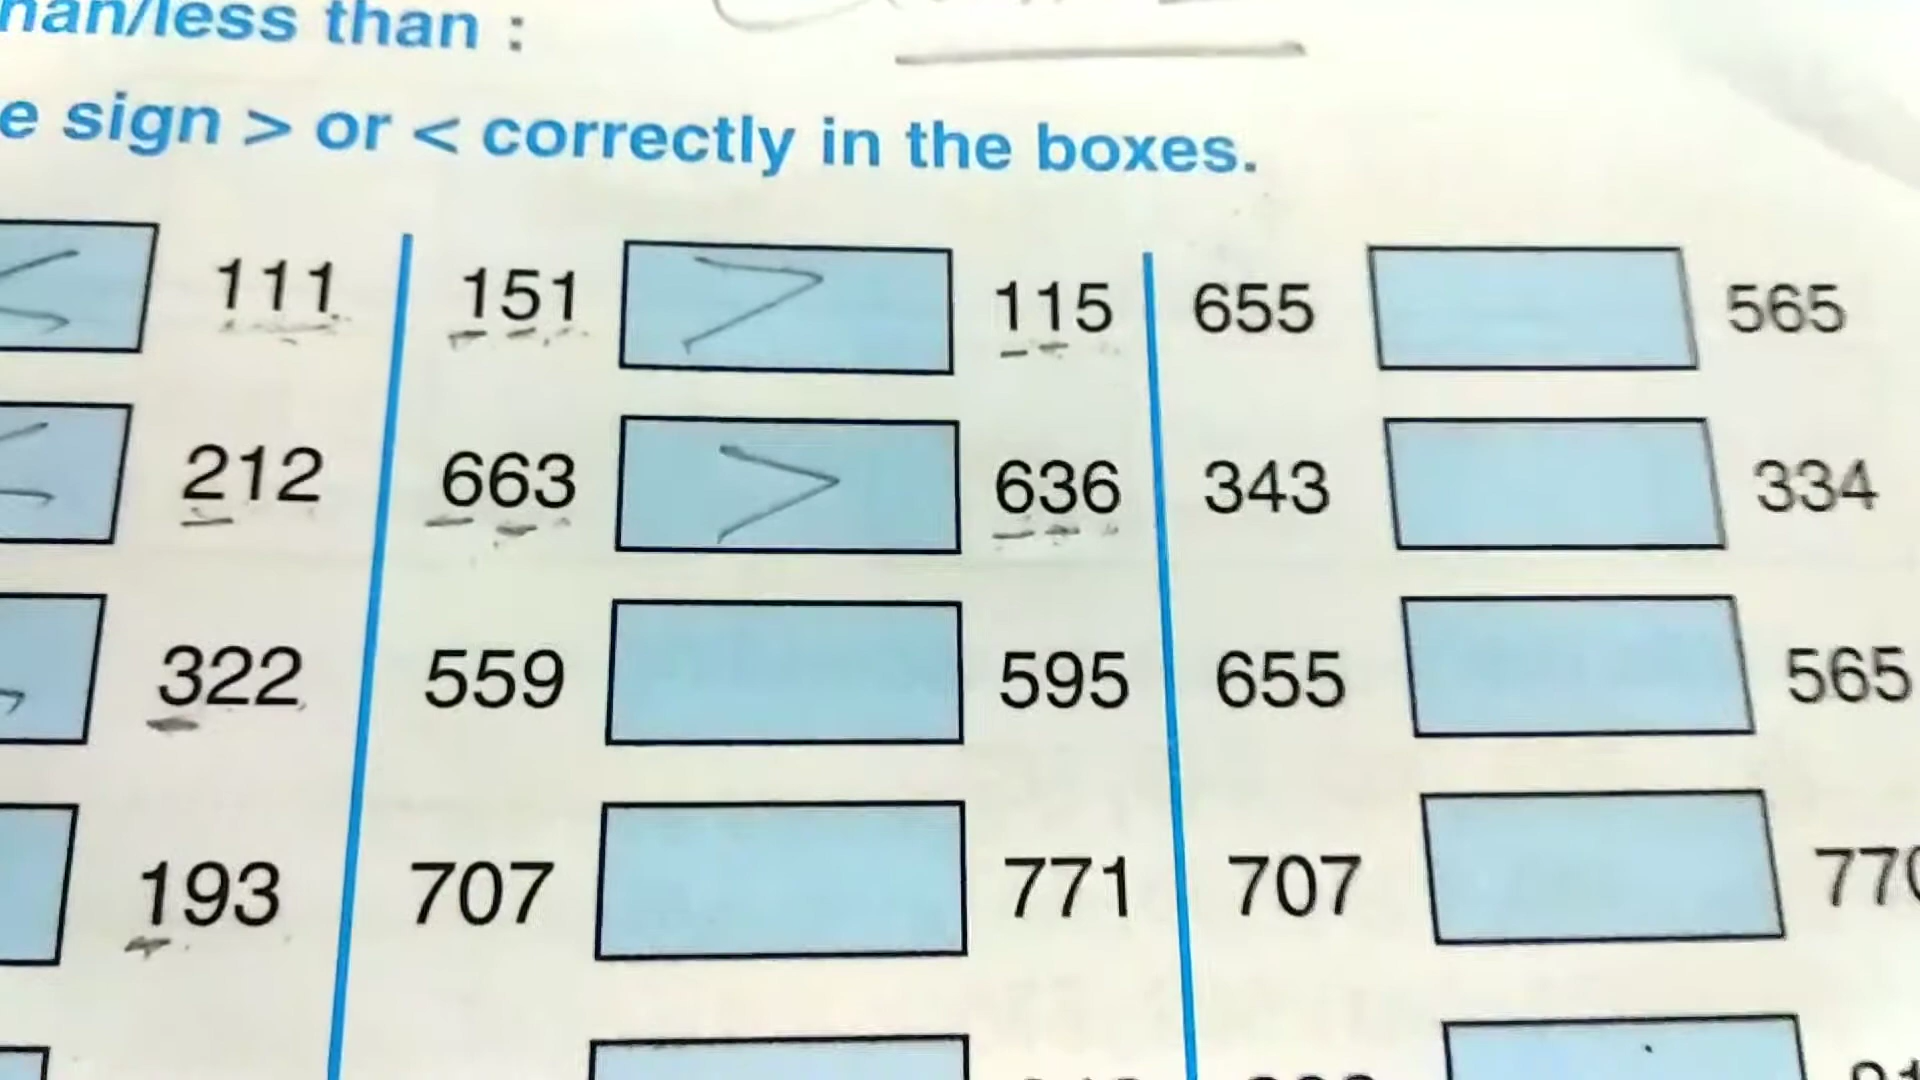 han/less than :
e sign > or < correctly in the boxes.
< 111 151 > 115 655 565
< 212 663 > 636 343 334
322 559 595 655 565
193 707 771 707 770